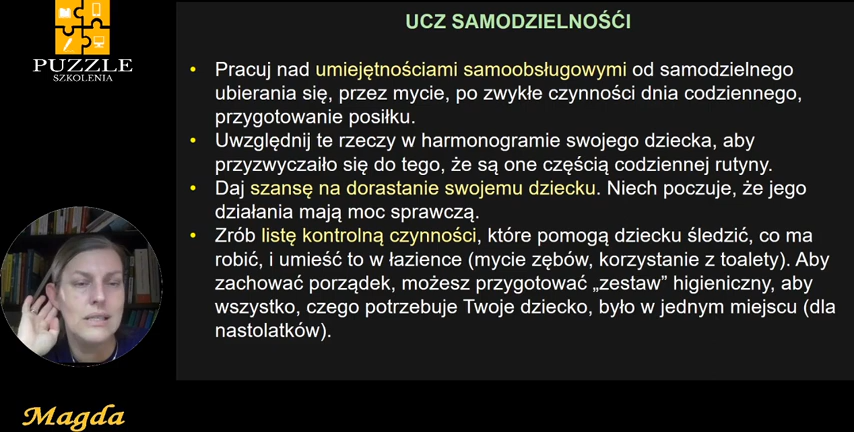 PUZZLE
SZKOLENIA
UCZ SAMODZIELNOŚĆI
• Pracuj nad umiejętnościami samoobsługowymi od samodzielnego
ubierania się, przez mycie, po zwykłe czynności dnia codziennego,
przygotowanie posiłku.
• Uwzględnij te rzeczy w harmonogramie swojego dziecka, aby
przyzwyczaiło się do tego, że są one częścią codziennej rutyny.
• Daj szansę na dorastanie swojemu dziecku. Niech poczuje, że jego
działania mają moc sprawczą.
• Zrób listę kontrolną czynności, które pomogą dziecku śledzić, co ma
robić, i umieść to w łazience (mycie zębów, korzystanie z toalety). Aby
zachować porządek, możesz przygotować „zestaw” higieniczny, aby
wszystko, czego potrzebuje Twoje dziecko, było w jednym miejscu (dla
nastolatków).
Magda